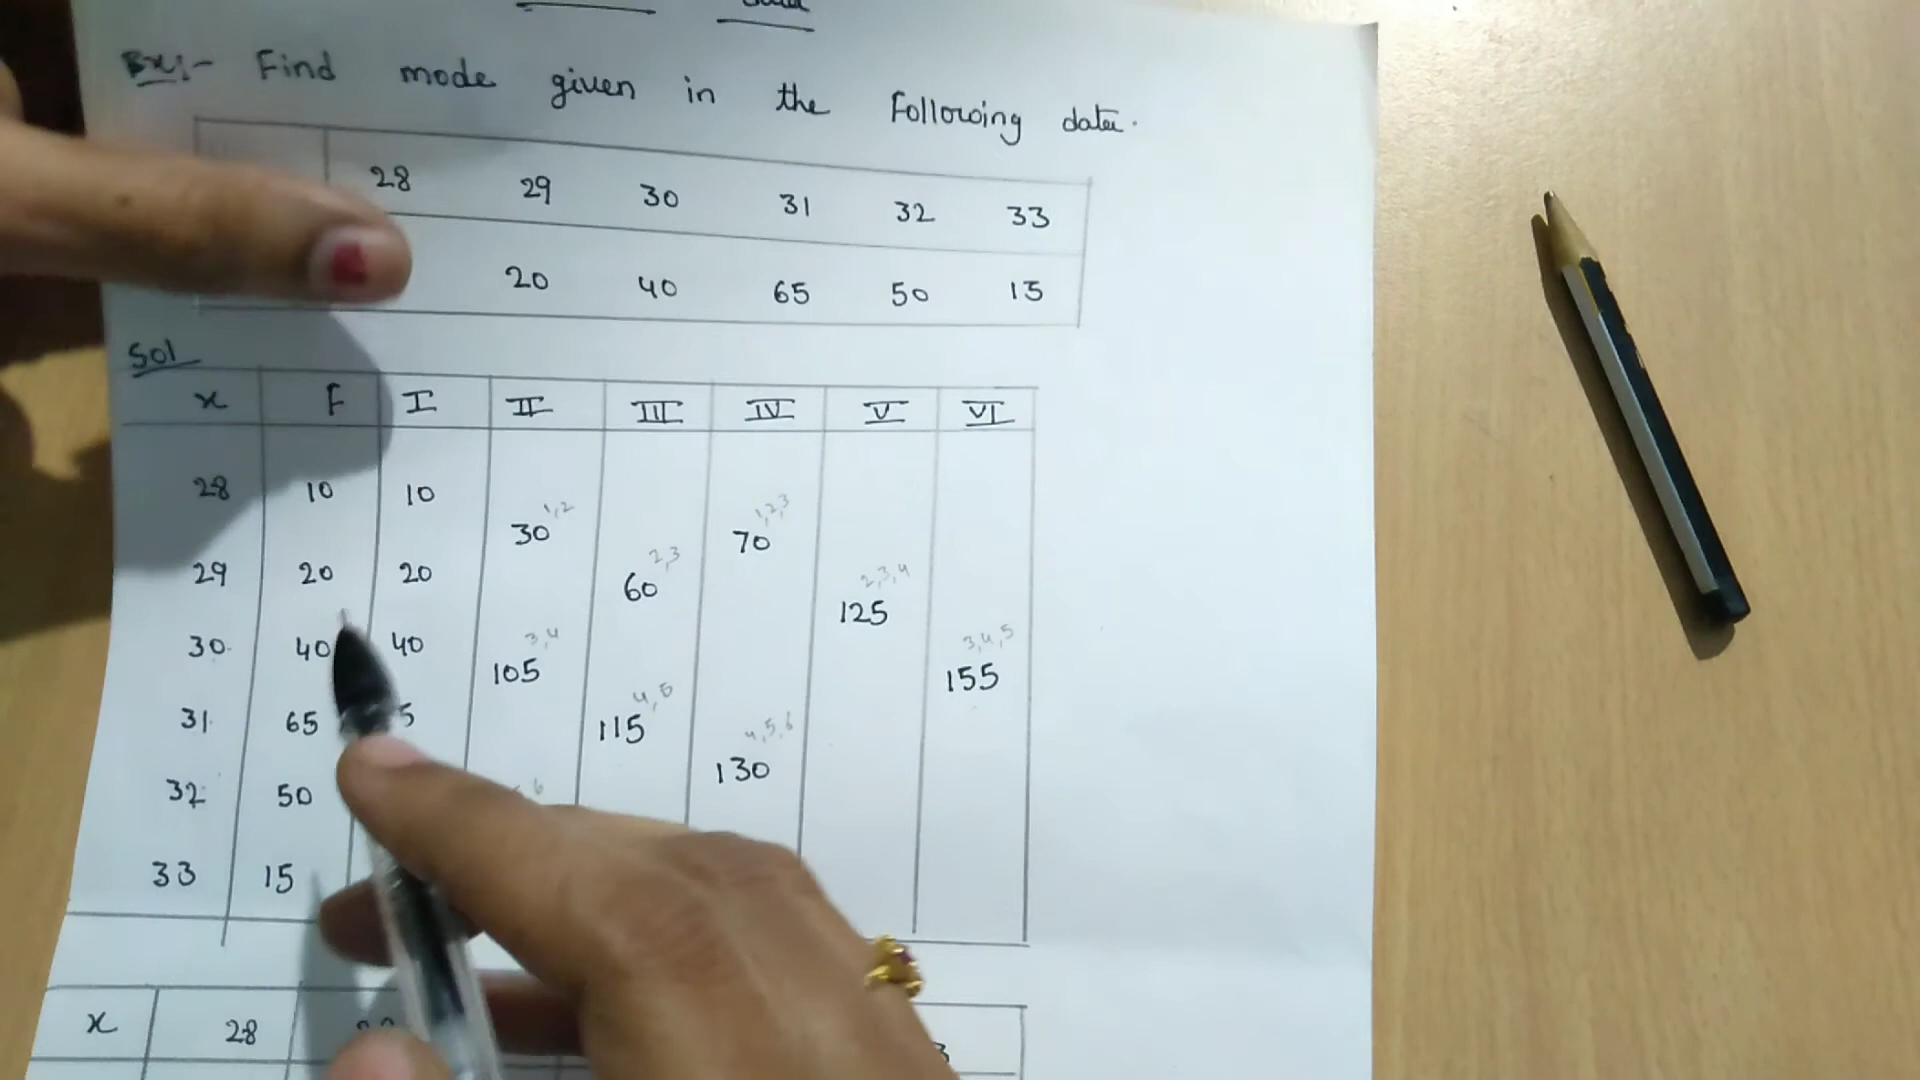 Ex:- Find mode given in the following data.
28 29 30 31 32 33
20 40 65 50 15
Sol
x F I II III IV V VI
28 10 10
30 1,2 70 1,2,3
29 20 20 60 2,3 125 2,3,4
30 40 40 105 3,4 155 3,4,5
31 65 5 115 4,5 130 4,5,6
32 50 6
33 15
x 28